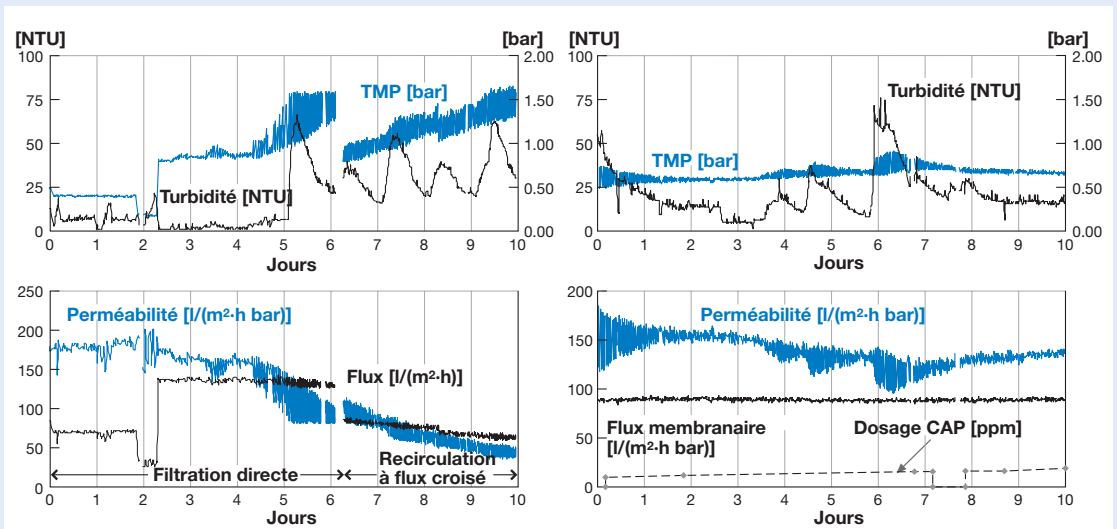 [NTU] [bar]
100 2.00
TMP [bar]
75 1.50
50 1.00
25 0.50
Turbidité [NTU]
0 0.00
0 1 2 3 4 5 6 7 8 9 10
Jours
[NTU] [bar]
100 2.00
Turbidité [NTU]
75 1.50
50 1.00
TMP [bar]
25 0.50
0 0.00
0 1 2 3 4 5 6 7 8 9 10
Jours
250
Perméabilité [l/(m²·h bar)]
200
150
Flux [l/(m²·h)]
100
50
Filtration directe
Recirculation
à flux croisé
0
0 1 2 3 4 5 6 7 8 9 10
Jours
200
Perméabilité [l/(m²·h bar)]
150
100
Flux membranaire
[l/(m²·h bar)]
Dosage CAP [ppm]
50
0
0 1 2 3 4 5 6 7 8 9 10
Jours